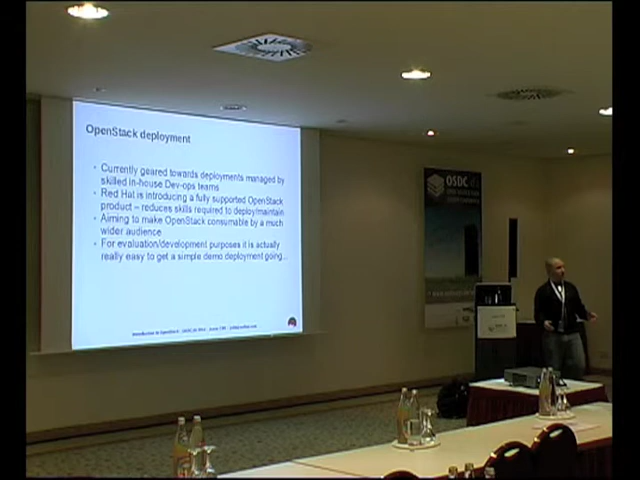 OpenStack deployment
Currently geared towards deployments managed by
skilled in-house Dev-ops teams
Red Hat is introducing a fully supported OpenStack
product – reduces skills required to deploy/maintain
Aiming to make OpenStack consumable by a much
wider audience
For evaluation/development purposes it is actually
really easy to get a simple demo deployment going...
OSDC